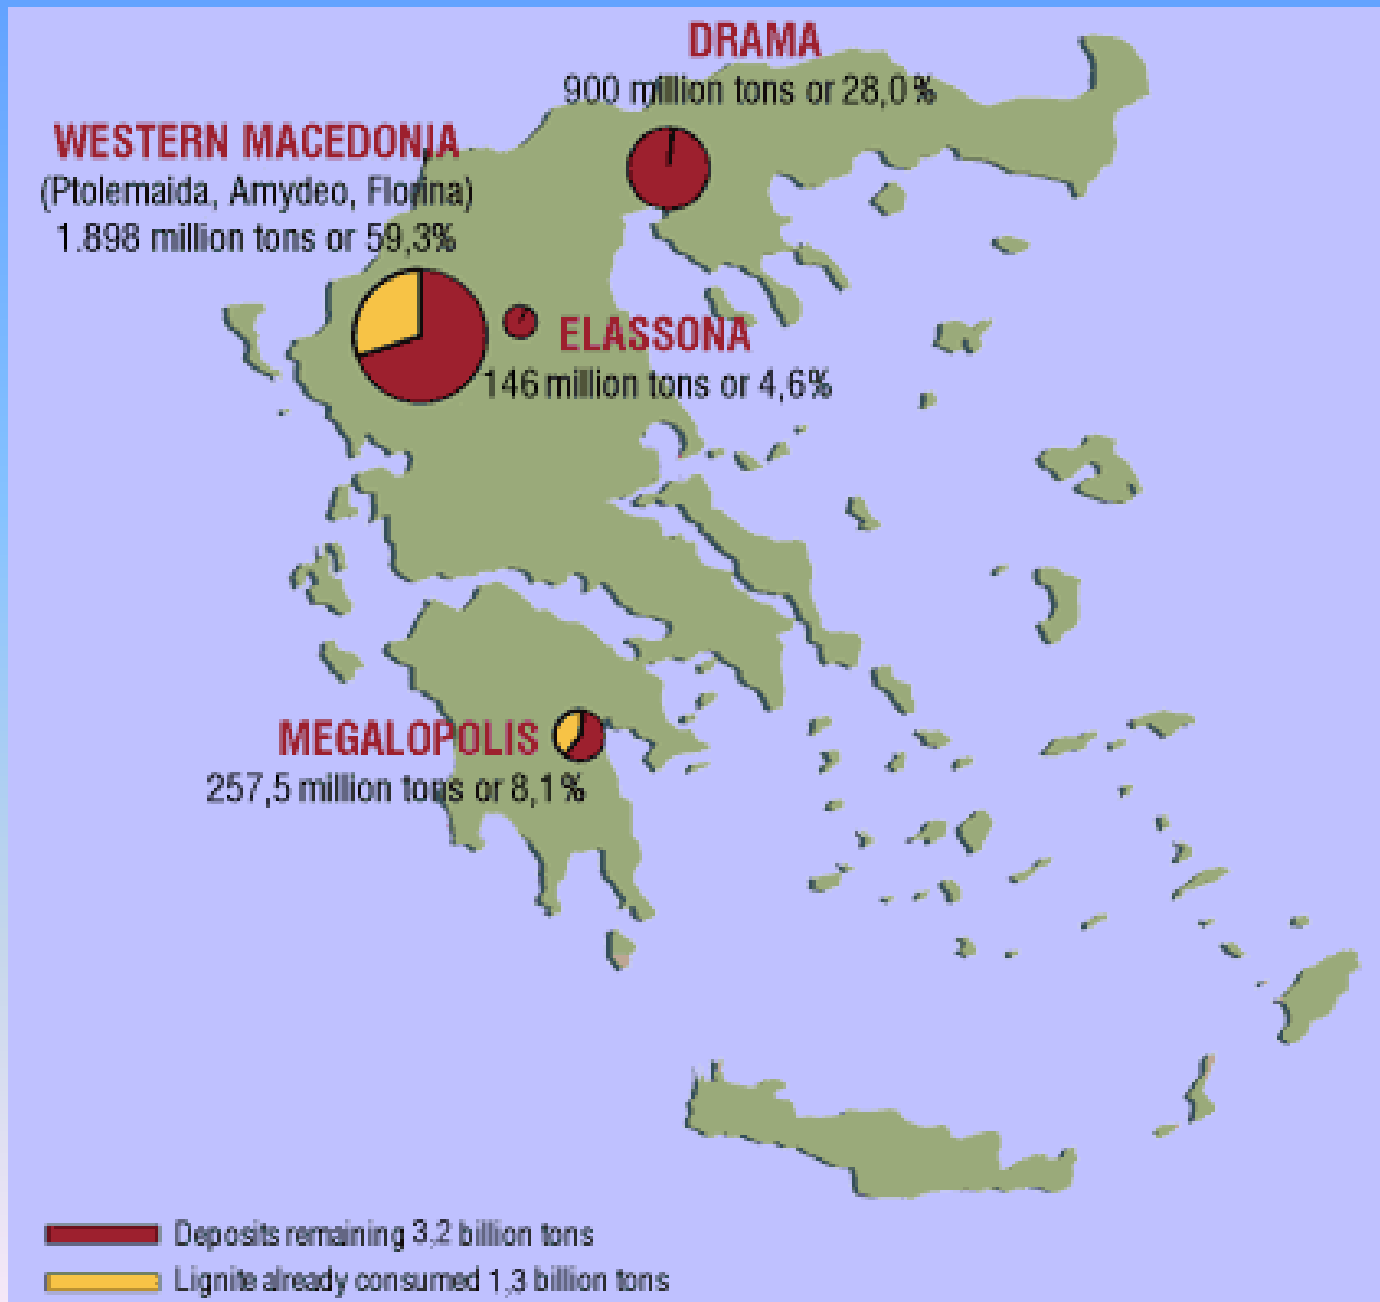 DRAMA
900 million tons or 28,0%
WESTERN MACEDONIA
(Ptolemaida, Amydeo, Florina)
1.898 million tons or 59,3%
ELASSONA
146 million tons or 4,6%
MEGALOPOLIS
257,5 million tons or 8,1%
Deposits remaining 3,2 billion tons
Lignite already consumed 1,3 billion tons